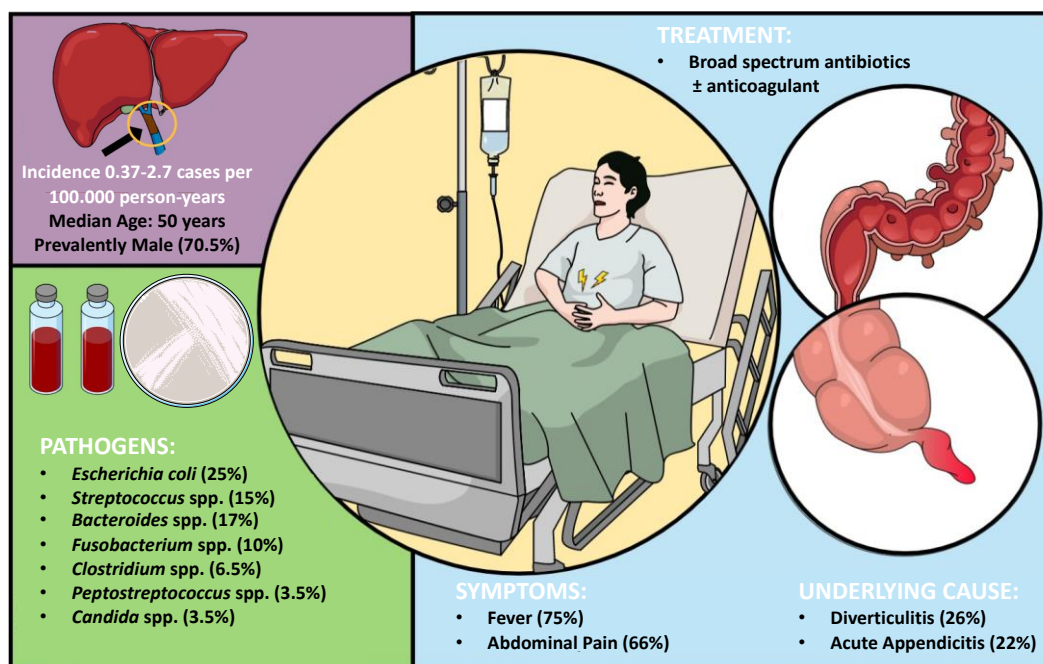 Incidence 0.37-2.7 cases per
100.000 person-years
Median Age: 50 years
Prevalently Male (70.5%)
PATHOGENS:
• Escherichia coli (25%)
• Streptococcus spp. (15%)
• Bacteroides spp. (17%)
• Fusobacterium spp. (10%)
• Clostridium spp. (6.5%)
• Peptostreptococcus spp. (3.5%)
• Candida spp. (3.5%)
TREATMENT:
• Broad spectrum antibiotics
± anticoagulant
SYMPTOMS:
• Fever (75%)
• Abdominal Pain (66%)
UNDERLYING CAUSE:
• Diverticulitis (26%)
• Acute Appendicitis (22%)